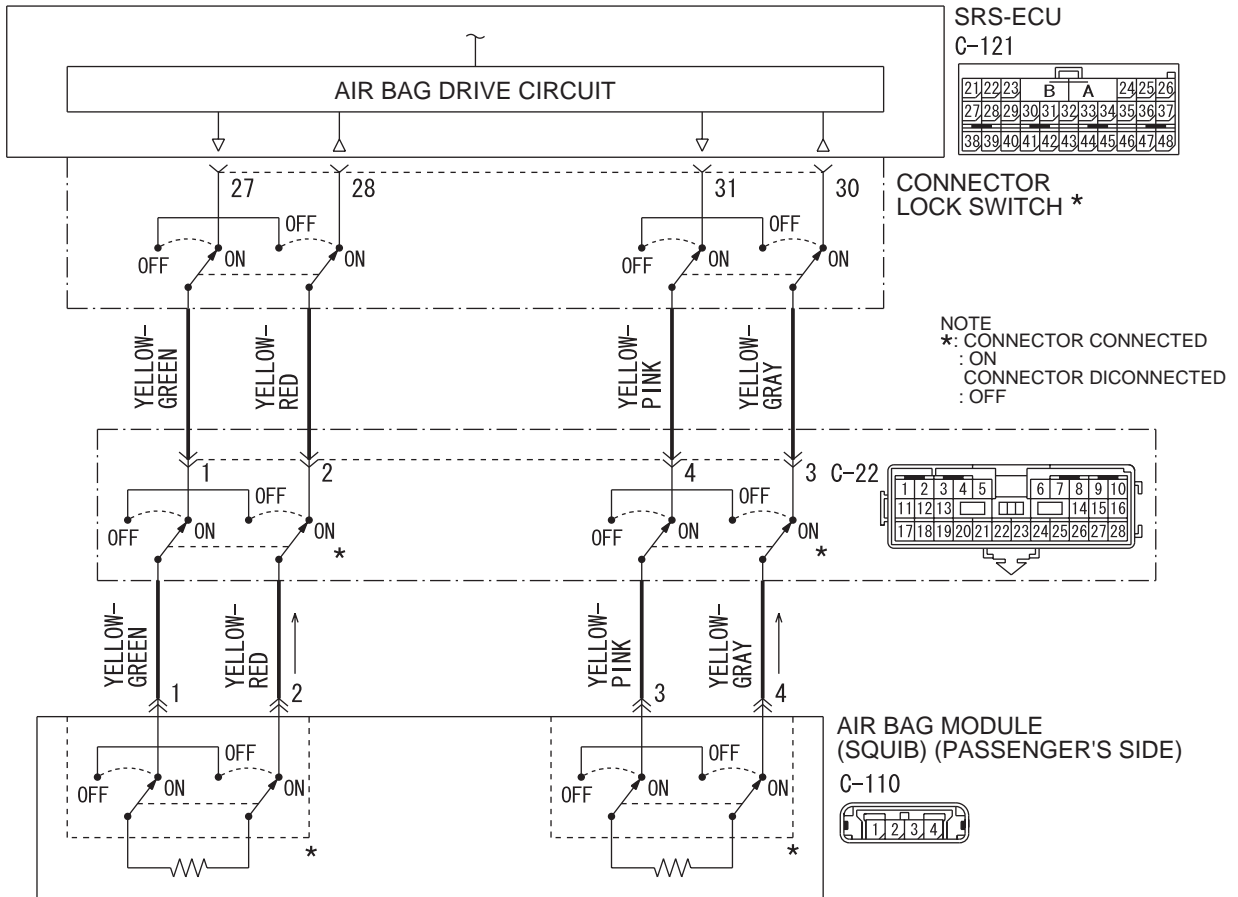 SRS-ECU
C-121
AIR BAG DRIVE CIRCUIT
21 22 23 B A 24 25 26
27 28 29 30 31 32 33 34 35 36 37
38 39 40 41 42 43 44 45 46 47 48
27 28 31 30
CONNECTOR
LOCK SWITCH *
OFF OFF
OFF ON ON OFF ON ON
NOTE
*: CONNECTOR CONNECTED
: ON
CONNECTOR DICONNECTED
: OFF
YELLOW-
GREEN
YELLOW-
RED
YELLOW-
PINK
YELLOW-
GRAY
1 2 4 3 C-22
1 2 3 4 5 6 7 8 9 10
11 12 13 14 15 16
17 18 19 20 21 22 23 24 25 26 27 28
OFF OFF
OFF ON ON OFF ON ON
* *
YELLOW-
GREEN
YELLOW-
RED
YELLOW-
PINK
YELLOW-
GRAY
1 2 3 4
AIR BAG MODULE
(SQUIB) (PASSENGER'S SIDE)
C-110
1 2 3 4
OFF OFF
OFF ON ON OFF ON ON
* *